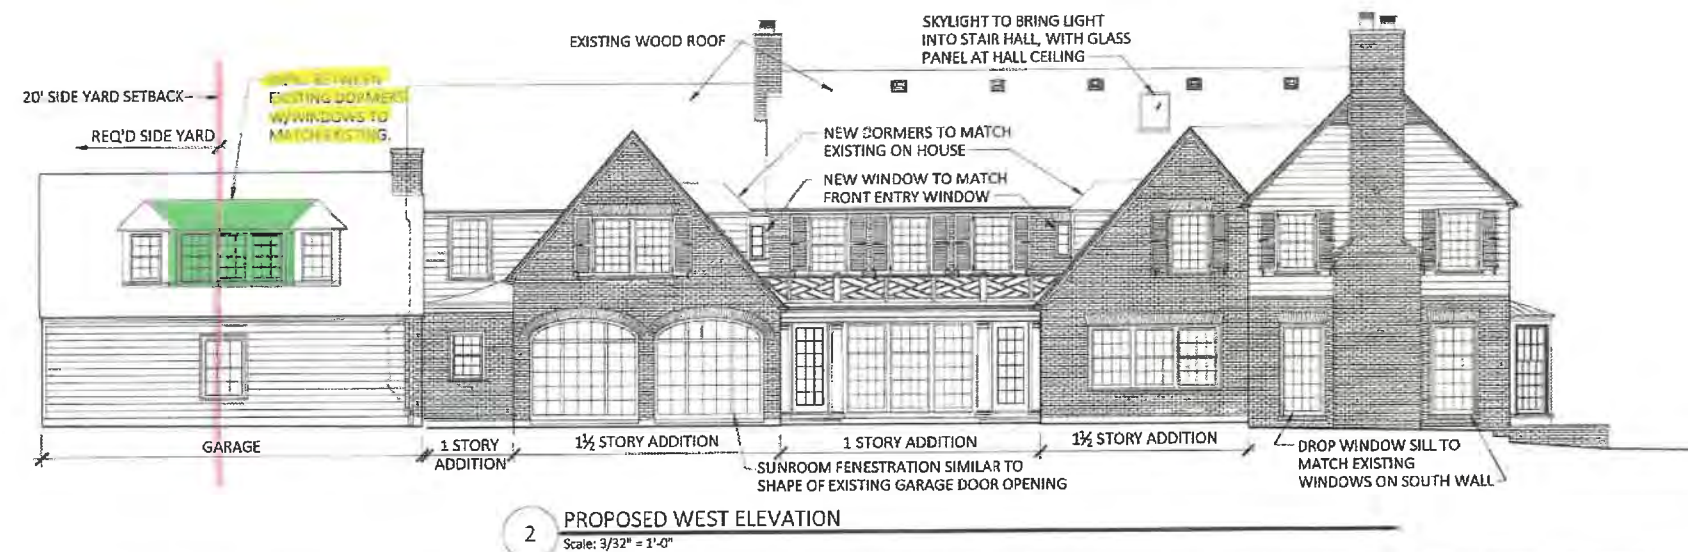 SKYLIGHT TO BRING LIGHT
INTO STAIR HALL, WITH GLASS
PANEL AT HALL CEILING
EXISTING WOOD ROOF
BETWEEN
EXISTING DORMERS
W/WINDOWS TO
MATCH EXISTING.
20' SIDE YARD SETBACK
REQ'D SIDE YARD
NEW DORMERS TO MATCH
EXISTING ON HOUSE
NEW WINDOW TO MATCH
FRONT ENTRY WINDOW
GARAGE
1 STORY
ADDITION
1½ STORY ADDITION
1 STORY ADDITION
1½ STORY ADDITION
SUNROOM FENESTRATION SIMILAR TO
SHAPE OF EXISTING GARAGE DOOR OPENING
DROP WINDOW SILL TO
MATCH EXISTING
WINDOWS ON SOUTH WALL
2
PROPOSED WEST ELEVATION
Scale: 3/32" = 1'-0"